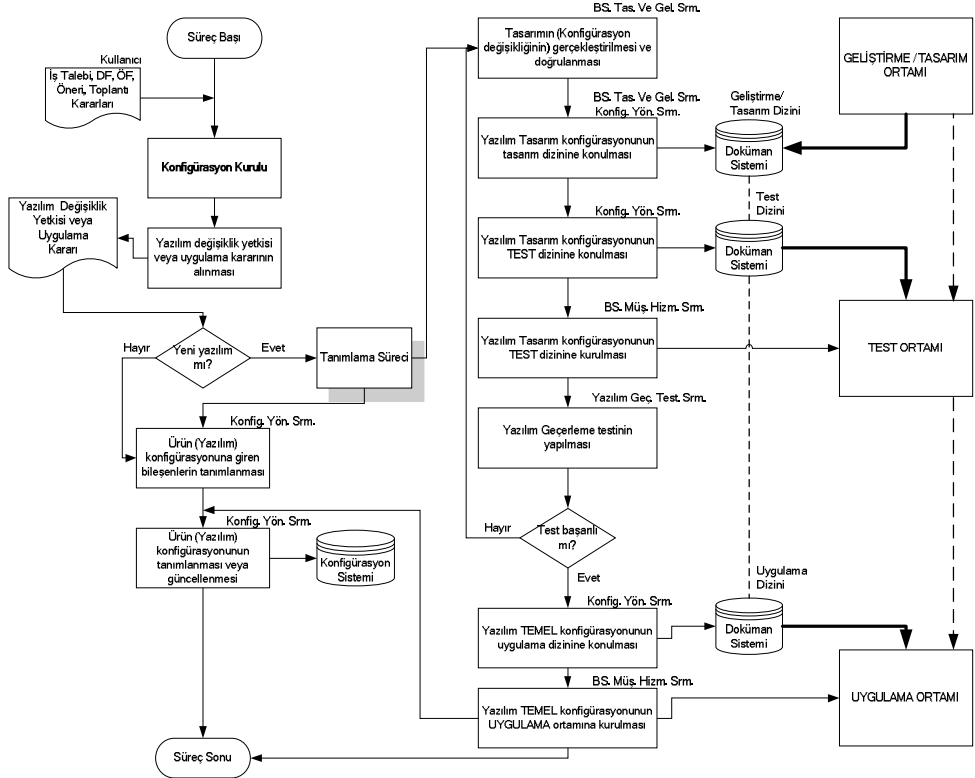 Süreç Başı
Kullanıcı
İş Talebi, DF, ÖF,
Öneri, Toplantı
Kararları
Konfigürasyon Kurulu
Yazılım Değişiklik
Yetkisi veya
Uygulama
Kararı
Yazılım değişiklik yetkisi
veya uygulama kararının
alınması
Hayır
Yeni yazılım
mı?
Evet
Tanımlama Süreci
Konfig. Yön. Srm.
Ürün (Yazılım)
konfigürasyonuna giren
bileşenlerin tanımlanması
Konfig. Yön. Srm.
Ürün (Yazılım)
konfigürasyonunun
tanımlanması veya
güncellenmesi
Konfigürasyon
Sistemi
Süreç Sonu
BS. Tas. Ve Gel. Srm.
Tasarımın (Konfigürasyon
değişikliğinin) gerçekleştirilmesi ve
doğrulanması
BS. Tas. Ve Gel. Srm.
Konfig. Yön. Srm.
Yazılım Tasarım konfigürasyonunun
tasarım dizinine konulması
Konfig. Yön. Srm.
Yazılım Tasarım konfigürasyonunun
TEST dizinine konulması
BS. Müş. Hizm. Srm.
Yazılım Tasarım konfigürasyonunun
TEST dizinine kurulması
Yazılım Geç. Test. Srm.
Yazılım Geçerleme testinin
yapılması
Hayır
Test başarılı
mı?
Evet
Konfig. Yön. Srm.
Yazılım TEMEL konfigürasyonunun
uygulama dizinine konulması
BS. Müş. Hizm. Srm.
Yazılım TEMEL konfigürasyonunun
UYGULAMA ortamına kurulması
Geliştirme/
Tasarım Dizini
Doküman
Sistemi
Test
Dizini
Doküman
Sistemi
Uygulama
Dizini
Doküman
Sistemi
GELİŞTİRME / TASARIM
ORTAMI
TEST ORTAMI
UYGULAMA ORTAMI